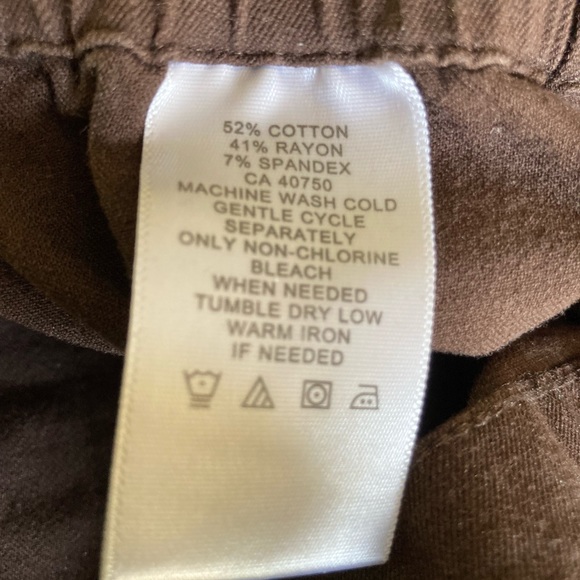 52% COTTON
41% RAYON
7% SPANDEX
CA 40750
MACHINE WASH COLD
GENTLE CYCLE
SEPARATELY
ONLY NON-CHLORINE
BLEACH
WHEN NEEDED
TUMBLE DRY LOW
WARM IRON
IF NEEDED